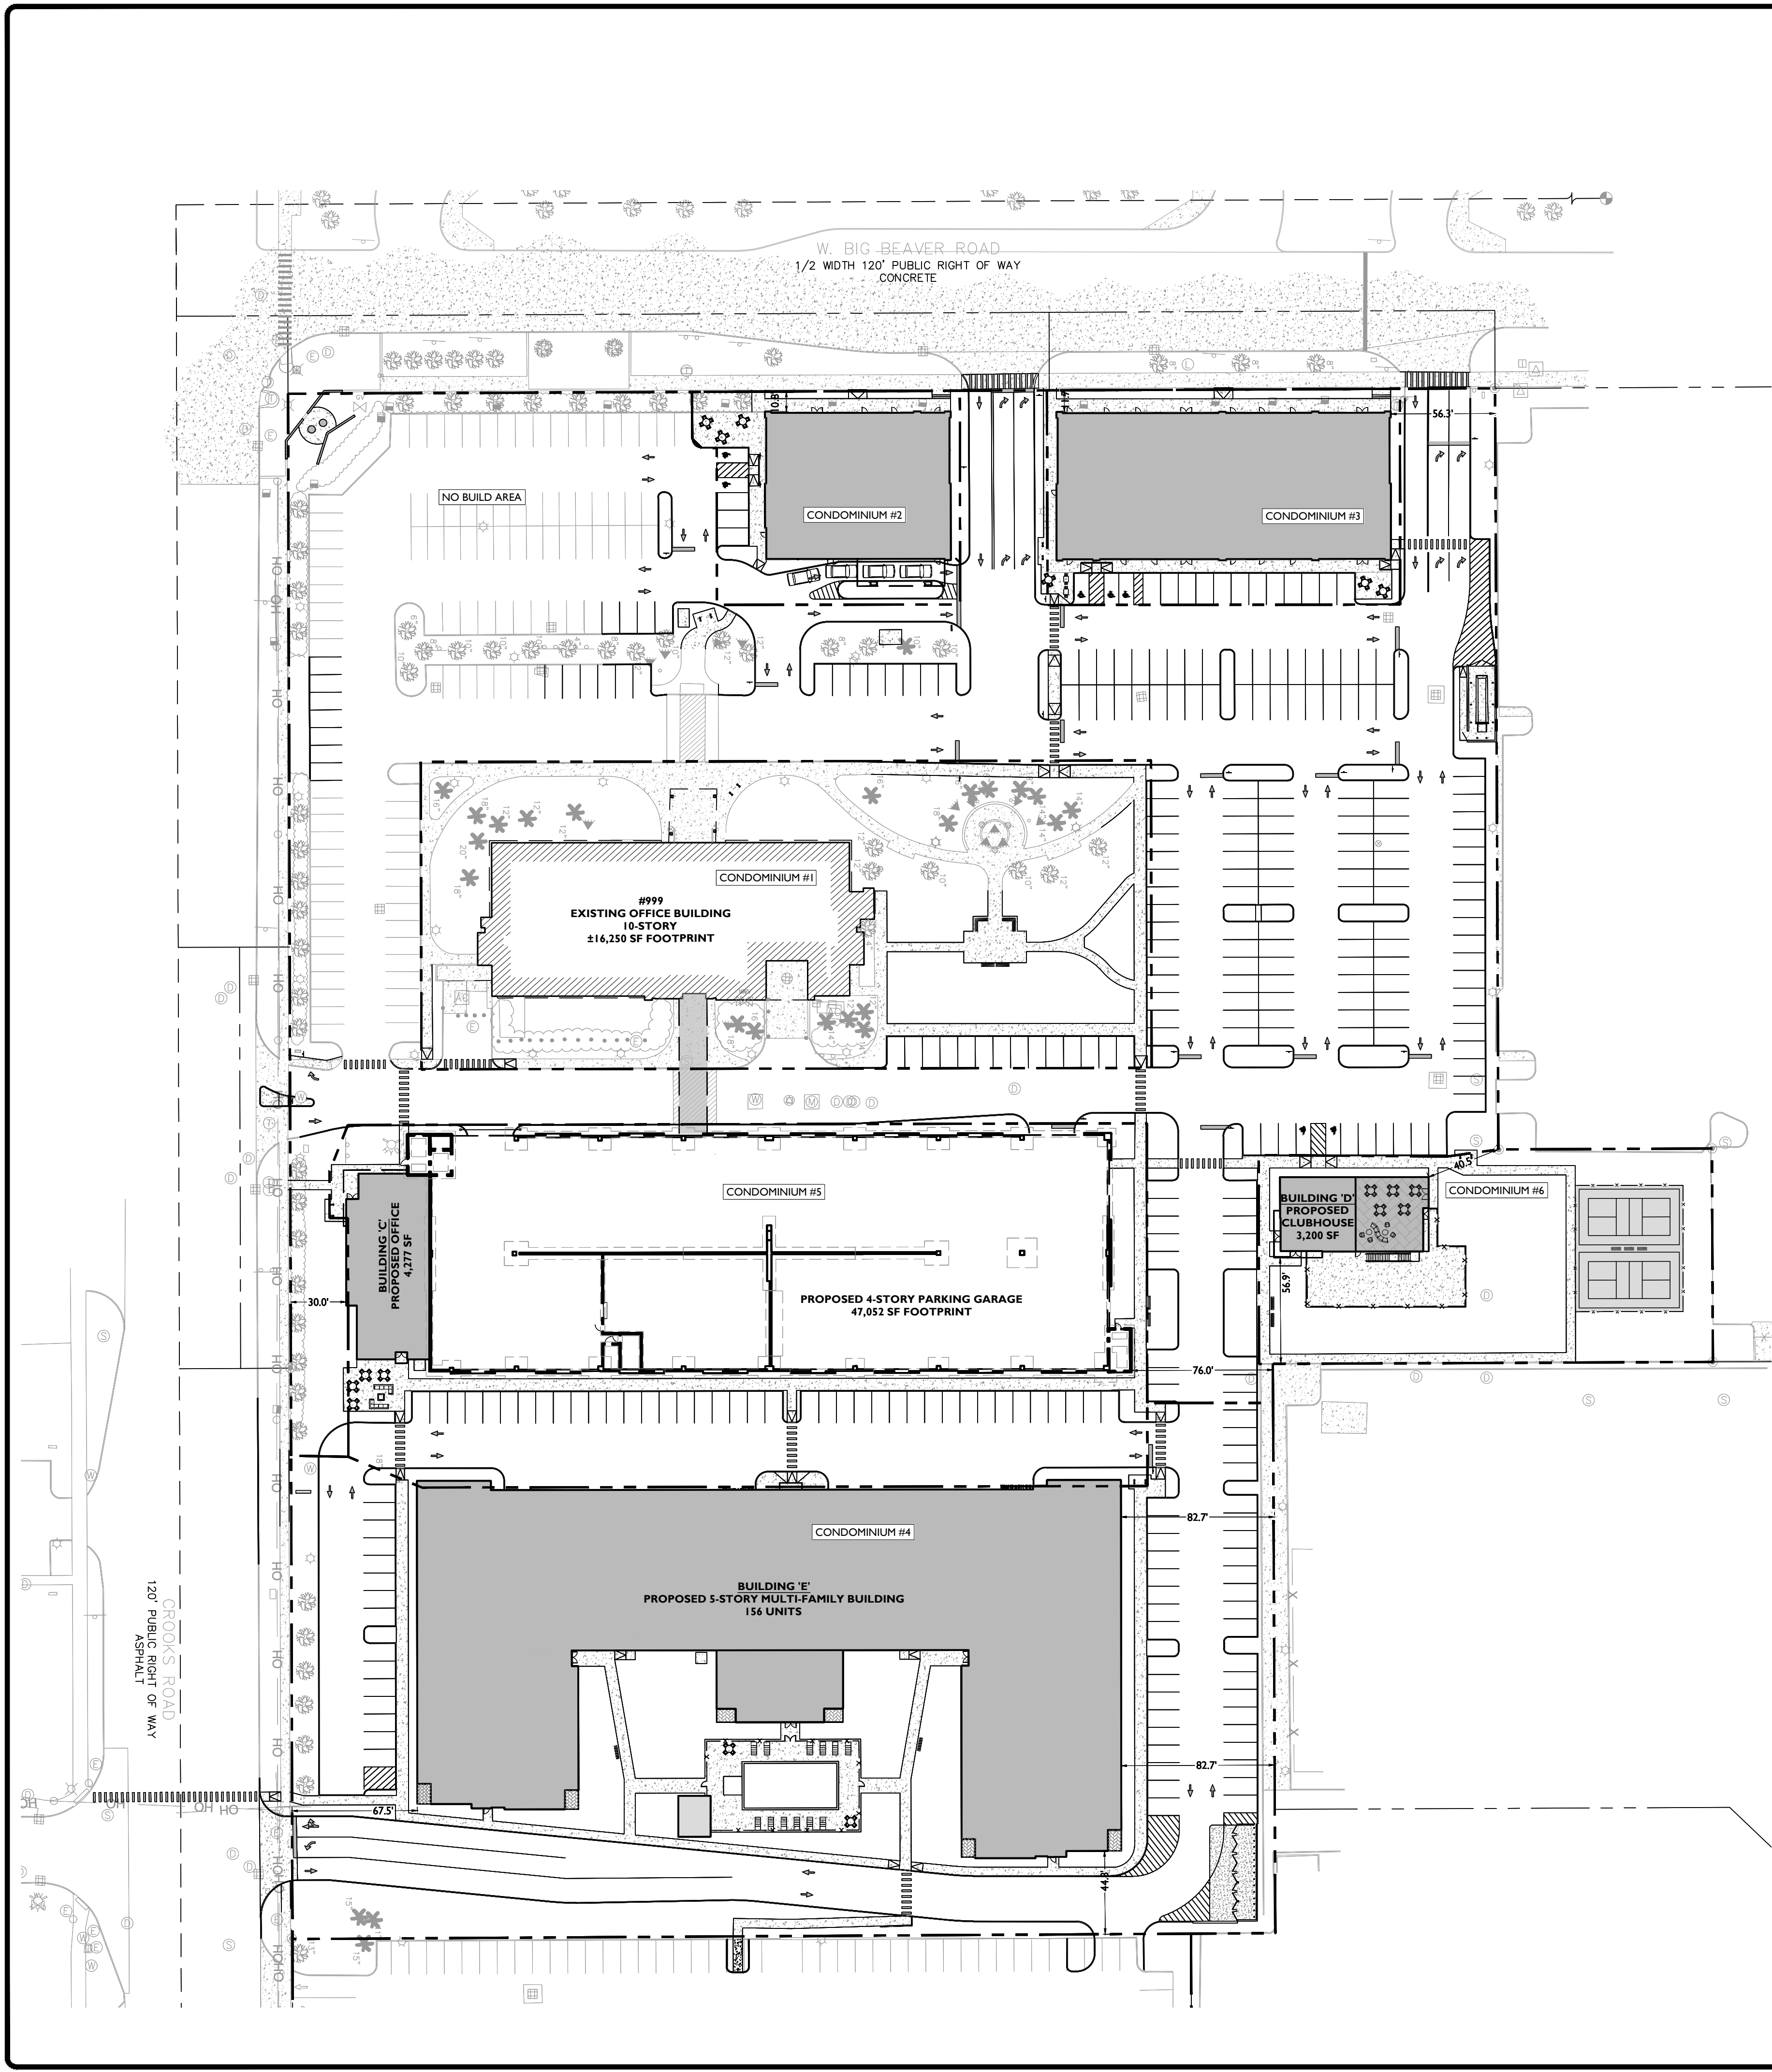 W. BIG BEAVER ROAD
1/2 WIDTH 120' PUBLIC RIGHT OF WAY
CONCRETE
10.8'
56.3'
NO BUILD AREA
CONDOMINIUM #2
CONDOMINIUM #3
CONDOMINIUM #1
#999
EXISTING OFFICE BUILDING
10-STORY
±16,250 SF FOOTPRINT
CONDOMINIUM #5
BUILDING 'C'
PROPOSED OFFICE
4,277 SF
30.0'
PROPOSED 4-STORY PARKING GARAGE
47,052 SF FOOTPRINT
40.5'
CONDOMINIUM #6
BUILDING 'D'
PROPOSED
CLUBHOUSE
3,200 SF
56.9'
76.0'
CONDOMINIUM #4
82.7'
BUILDING 'E'
PROPOSED 5-STORY MULTI-FAMILY BUILDING
156 UNITS
CROOKS ROAD
120' PUBLIC RIGHT OF WAY
ASPHALT
82.7'
67.5'